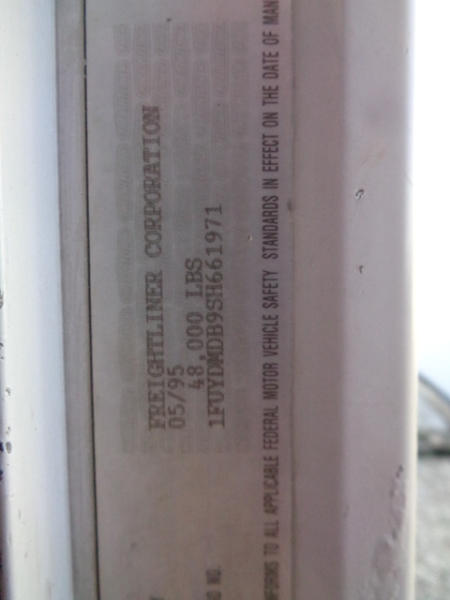 FREIGHTLINER CORPORATION
05/95
48,000 LBS
1FUYDMDB9SH661971
NO.
TO ALL APPLICABLE FEDERAL MOTOR VEHICLE SAFETY STANDARDS IN EFFECT ON THE DATE OF MAN